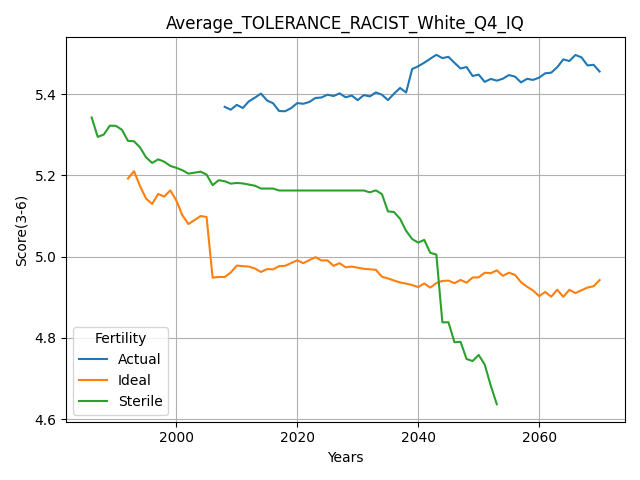 Average_TOLERANCE_RACIST_White_Q4_IQ
Score(3-6)
5.4
5.2
5.0
4.8
4.6
Fertility
Actual
Ideal
Sterile
2000
2020
2040
2060
Years